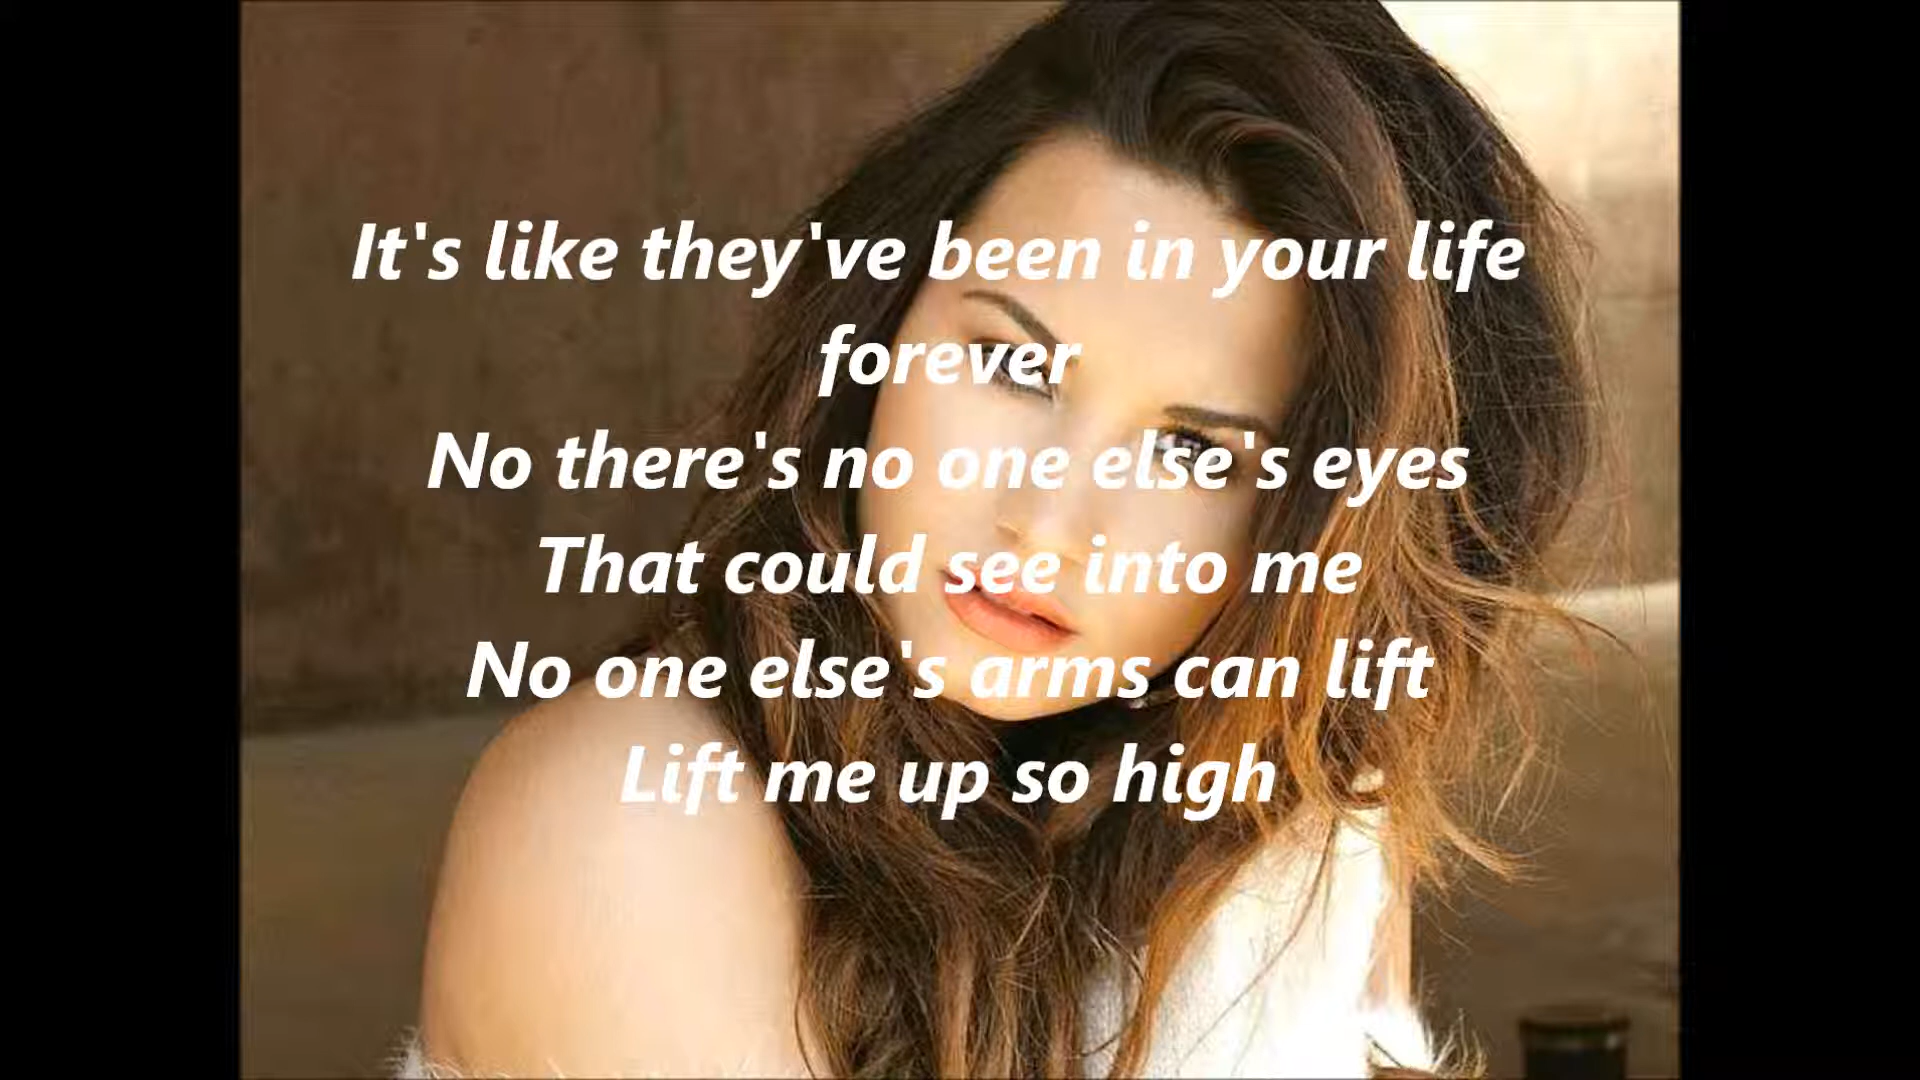 It's like they've been in your life
forever
No there's no one else's eyes
That could see into me
No one else's arms can lift
Lift me up so high